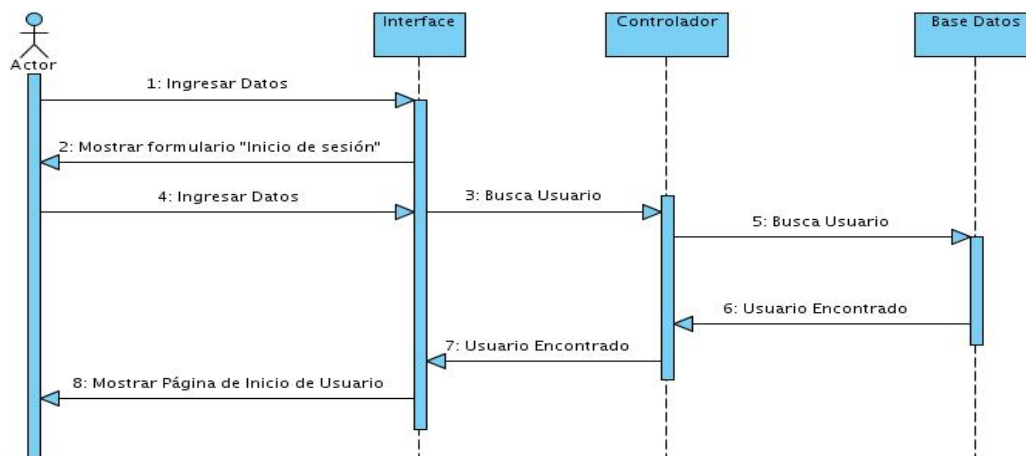 Interface
Controlador
Base Datos
Actor
1: Ingresar Datos
2: Mostrar formulario "Inicio de sesión"
4: Ingresar Datos
3: Busca Usuario
5: Busca Usuario
6: Usuario Encontrado
7: Usuario Encontrado
8: Mostrar Página de Inicio de Usuario